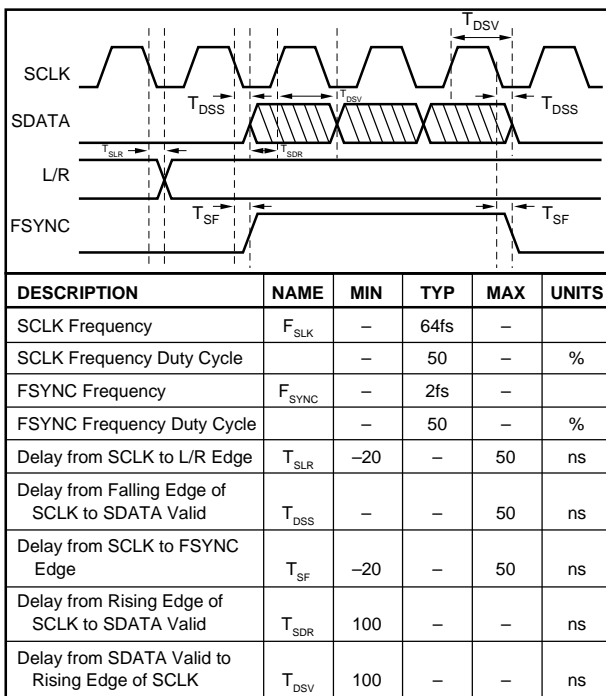 T_DSV
SCLK
T_DSS T_DSV T_DSS
SDATA
T_SLR T_SDR
L/R
T_SF T_SF
FSYNC
DESCRIPTION NAME MIN TYP MAX UNITS
SCLK Frequency F_SLK – 64fs –
SCLK Frequency Duty Cycle – 50 – %
FSYNC Frequency F_SYNC – 2fs –
FSYNC Frequency Duty Cycle – 50 – %
Delay from SCLK to L/R Edge T_SLR –20 – 50 ns
Delay from Falling Edge of
SCLK to SDATA Valid T_DSS – – 50 ns
Delay from SCLK to FSYNC
Edge T_SF –20 – 50 ns
Delay from Rising Edge of
SCLK to SDATA Valid T_SDR 100 – – ns
Delay from SDATA Valid to
Rising Edge of SCLK T_DSV 100 – – ns